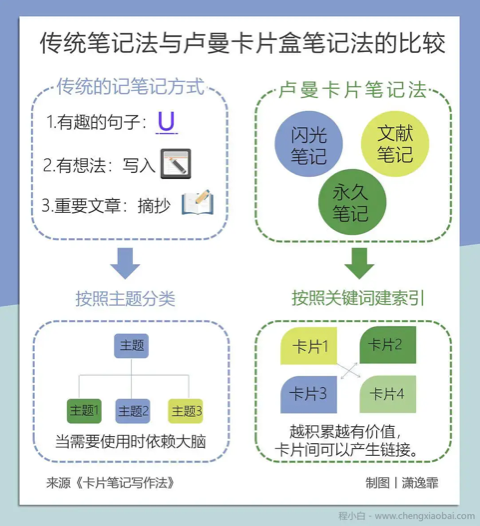 传统笔记法与卢曼卡片盒笔记法的比较
传统的记笔记方式
1.有趣的句子：U
2.有想法：写入
3.重要文章：摘抄
按照主题分类
主题
主题1 主题2 主题3
当需要使用时依赖大脑
卢曼卡片笔记法
闪光
笔记
文献
笔记
永久
笔记
按照关键词建索引
卡片1 卡片2
卡片3 卡片4
越积累越有价值，
卡片间可以产生链接。
来源《卡片笔记写作法》
制图｜潇逸霏
程小白 - www.chengxiaobai.com